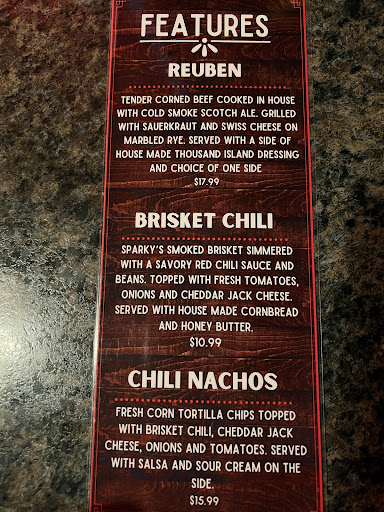 FEATURES
REUBEN
TENDER CORNED BEEF COOKED IN HOUSE
WITH COLD SMOKE SCOTCH ALE. GRILLED
WITH SAUERKRAUT AND SWISS CHEESE ON
MARBLED RYE. SERVED WITH A SIDE OF
HOUSE MADE THOUSAND ISLAND DRESSING
AND CHOICE OF ONE SIDE
$17.99
BRISKET CHILI
SPARKY'S SMOKED BRISKET SIMMERED
WITH A SAVORY RED CHILI SAUCE AND
BEANS. TOPPED WITH FRESH TOMATOES,
ONIONS AND CHEDDAR JACK CHEESE.
SERVED WITH HOUSE MADE CORNBREAD
AND HONEY BUTTER.
$10.99
CHILI NACHOS
FRESH CORN TORTILLA CHIPS TOPPED
WITH BRISKET CHILI, CHEDDAR JACK
CHEESE, ONIONS AND TOMATOES. SERVED
WITH SALSA AND SOUR CREAM ON THE
SIDE.
$15.99